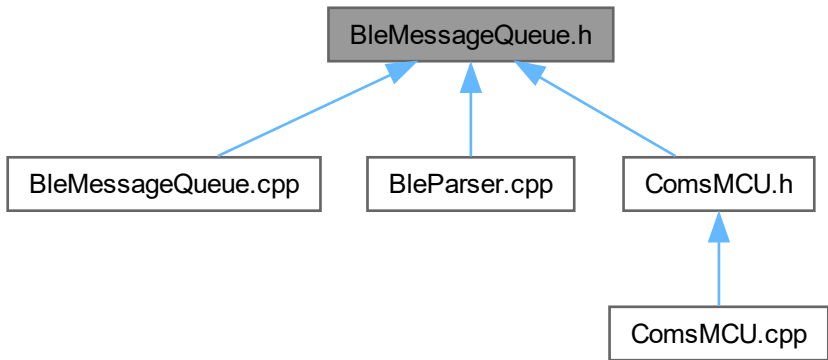 BleMessageQueue.h
BleMessageQueue.cpp
BleParser.cpp
ComsMCU.h
ComsMCU.cpp